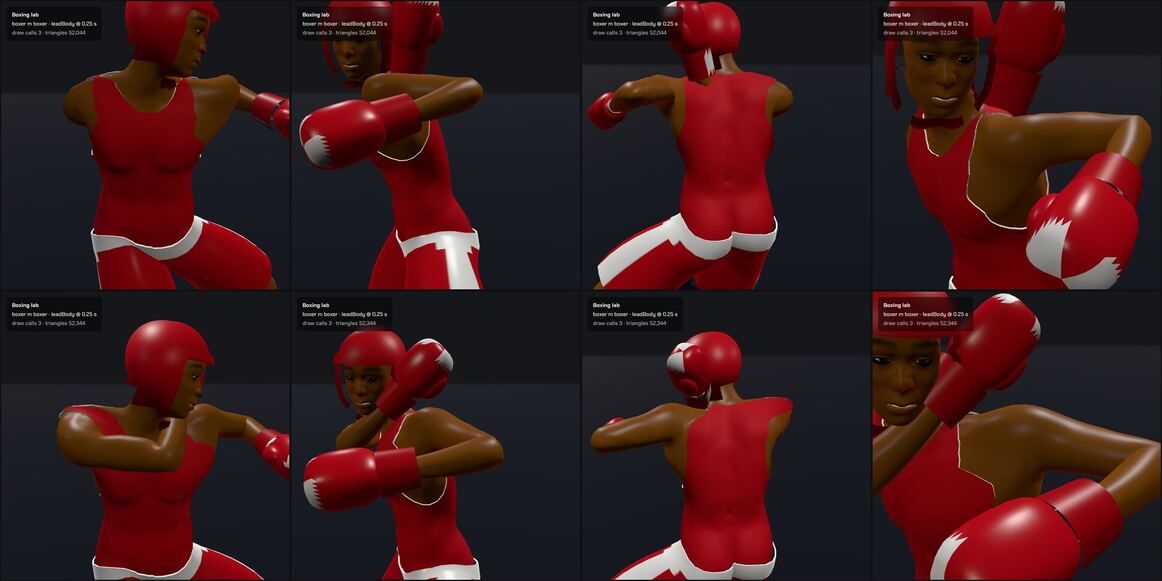 Boxing lab
boxer m boxer · leadBody @ 0.25 s
draw calls 3 · triangles 52,044
Boxing lab
boxer m boxer · leadBody @ 0.25 s
draw calls 3 · triangles 52,044
Boxing lab
boxer m boxer · leadBody @ 0.25 s
draw calls 3 · triangles 52,044
Boxing lab
boxer m boxer · leadBody @ 0.25 s
draw calls 3 · triangles 52,044
Boxing lab
boxer m boxer · leadBody @ 0.25 s
draw calls 3 · triangles 52,344
Boxing lab
boxer m boxer · leadBody @ 0.25 s
draw calls 3 · triangles 52,344
Boxing lab
boxer m boxer · leadBody @ 0.25 s
draw calls 3 · triangles 52,344
Boxing lab
boxer m boxer · leadBody @ 0.25 s
draw calls 3 · triangles 52,344